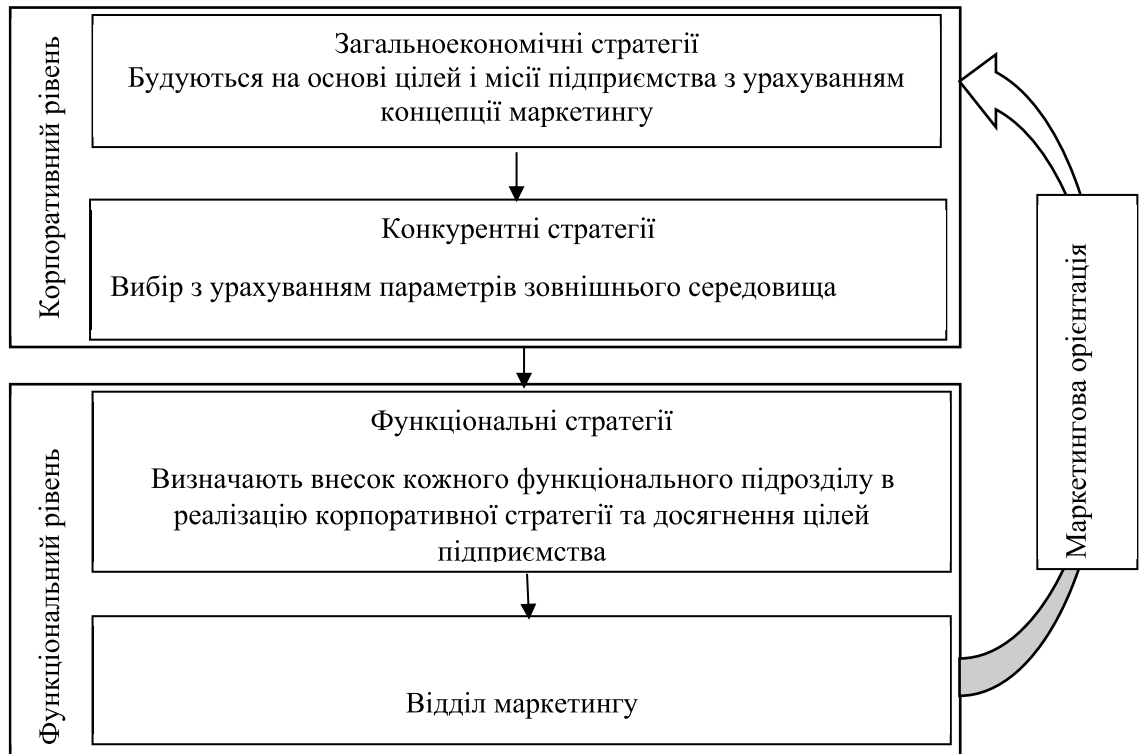 Корпоративний рівень
Загальноекономічні стратегії
Будуються на основі цілей і місії підприємства з урахуванням
концепції маркетингу
Конкурентні стратегії
Вибір з урахуванням параметрів зовнішнього середовища
Маркетингова орієнтація
Функціональний рівень
Функціональні стратегії
Визначають внесок кожного функціонального підрозділу в
реалізацію корпоративної стратегії та досягнення цілей
підприємства
Відділ маркетингу